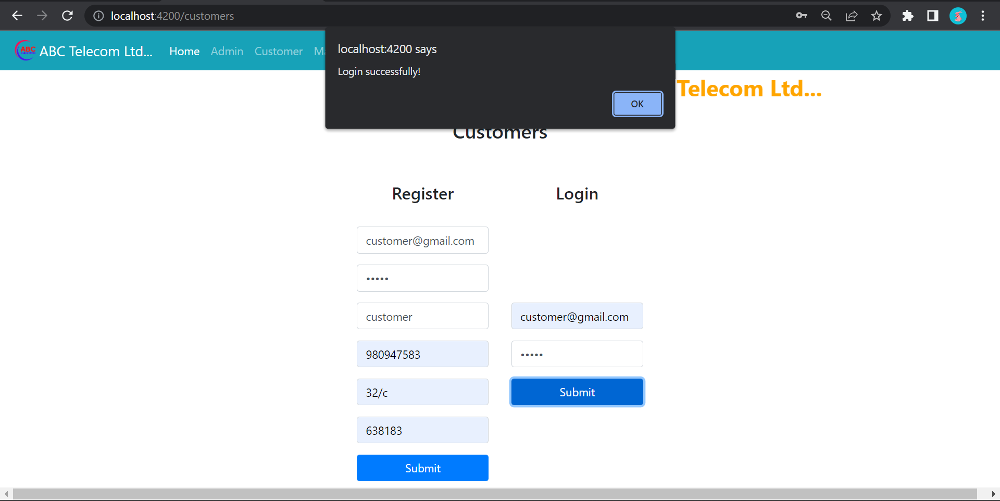 localhost:4200/customers
ABC
ABC Telecom Ltd...
Home Admin Customer
localhost:4200 says
Login successfully!
OK
Telecom Ltd...
Customers
Register Login
customer@gmail.com
•••••
customer customer@gmail.com
980947583 •••••
32/c Submit
638183
Submit